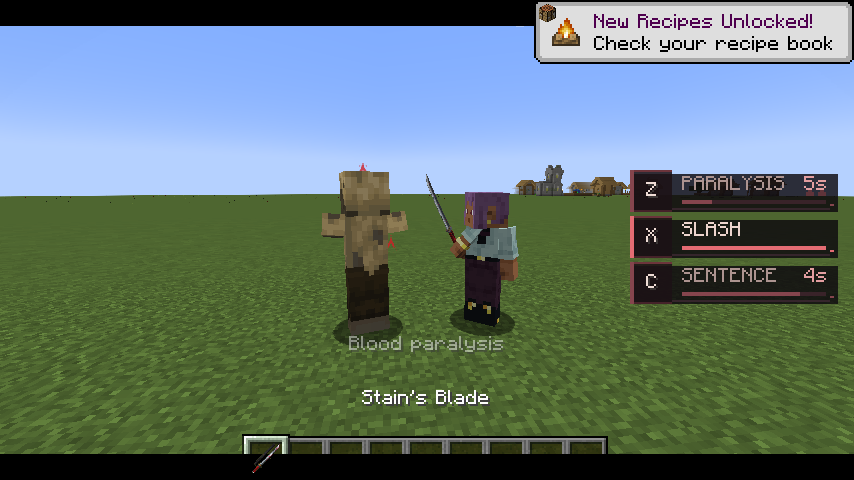 New Recipes Unlocked!
Check your recipe book
Z PARALYSIS 5s
X SLASH
C SENTENCE 4s
Blood paralysis
Stain's Blade